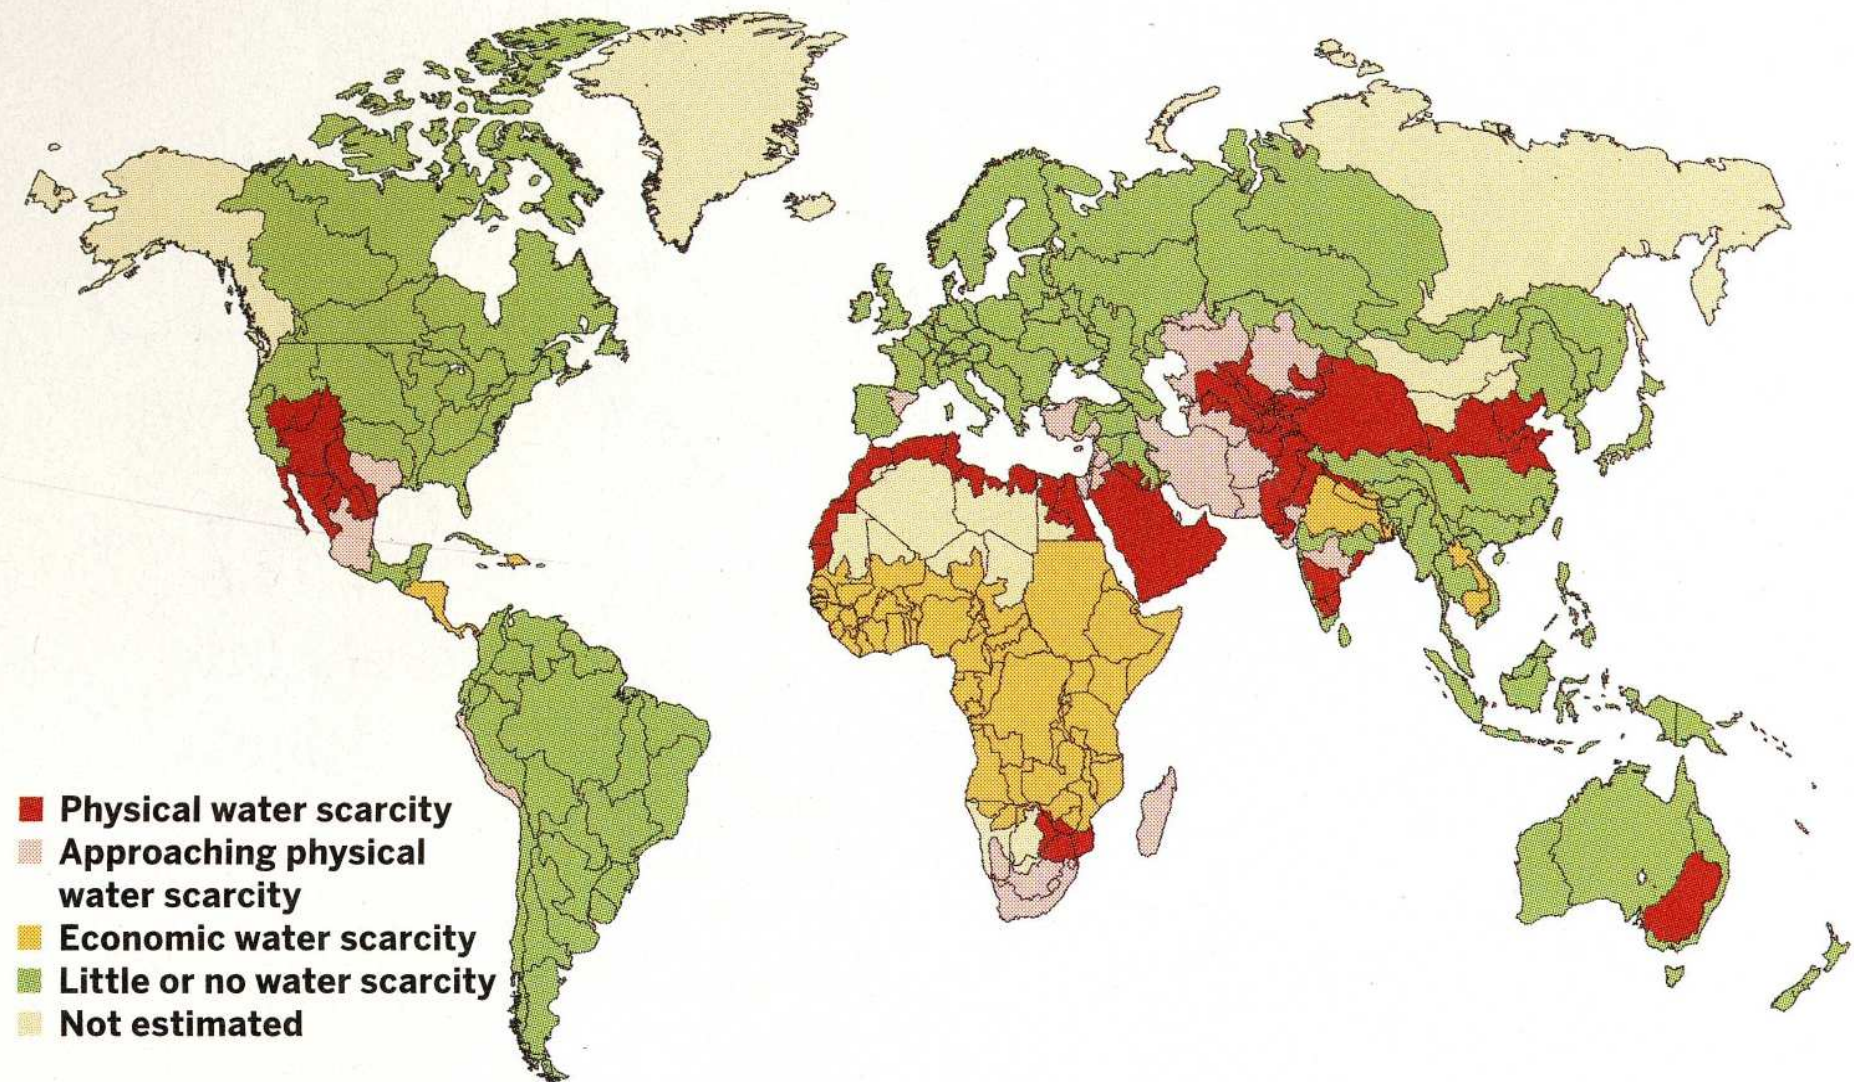 Physical water scarcity
Approaching physical
water scarcity
Economic water scarcity
Little or no water scarcity
Not estimated